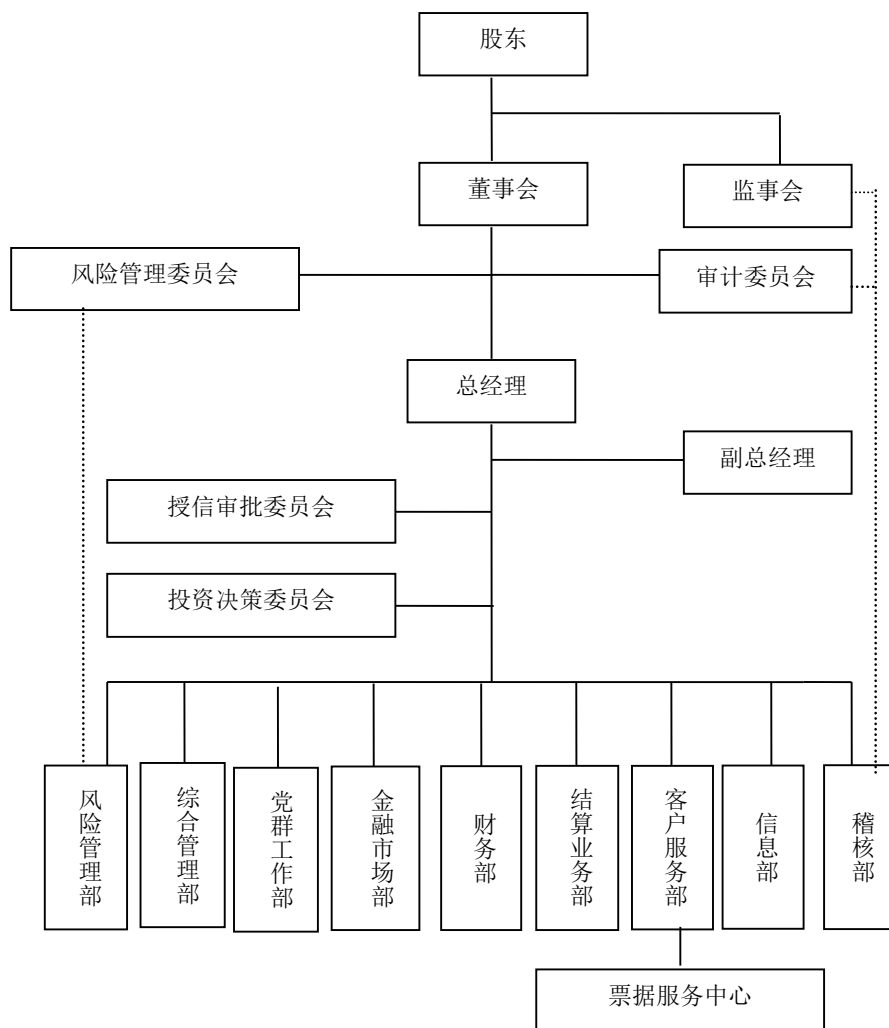 股东
董事会
监事会
风险管理委员会
审计委员会
总经理
副总经理
授信审批委员会
投资决策委员会
风险管理部
综合管理部
党群工作部
金融市场部
财务部
结算业务部
客户服务部
信息部
稽核部
票据服务中心